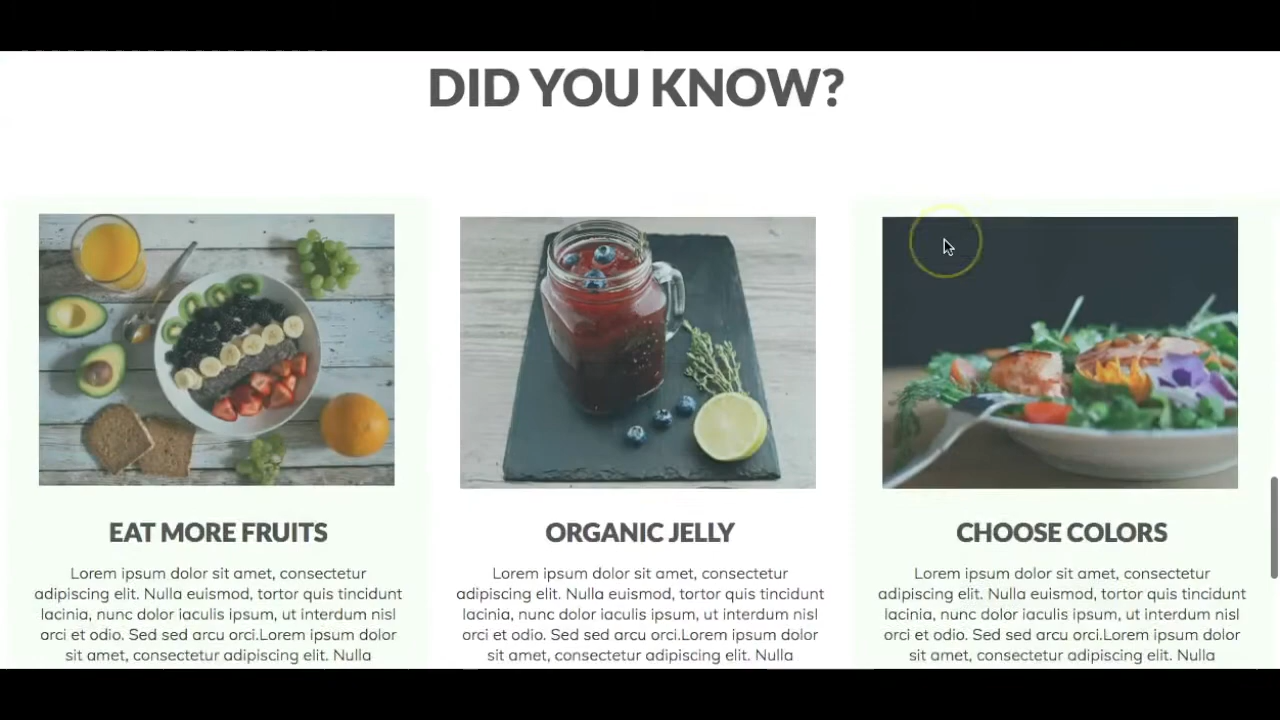 DID YOU KNOW?
EAT MORE FRUITS
Lorem ipsum dolor sit amet, consectetur
adipiscing elit. Nulla euismod, tortor quis tincidunt
lacinia, nunc dolor iaculis ipsum, ut interdum nisl
orci et odio. Sed sed arcu orci.Lorem ipsum dolor
sit amet, consectetur adipiscing elit. Nulla
ORGANIC JELLY
Lorem ipsum dolor sit amet, consectetur
adipiscing elit. Nulla euismod, tortor quis tincidunt
lacinia, nunc dolor iaculis ipsum, ut interdum nisl
orci et odio. Sed sed arcu orci.Lorem ipsum dolor
sit amet, consectetur adipiscing elit. Nulla
CHOOSE COLORS
Lorem ipsum dolor sit amet, consectetur
adipiscing elit. Nulla euismod, tortor quis tincidunt
lacinia, nunc dolor iaculis ipsum, ut interdum nisl
orci et odio. Sed sed arcu orci.Lorem ipsum dolor
sit amet, consectetur adipiscing elit. Nulla